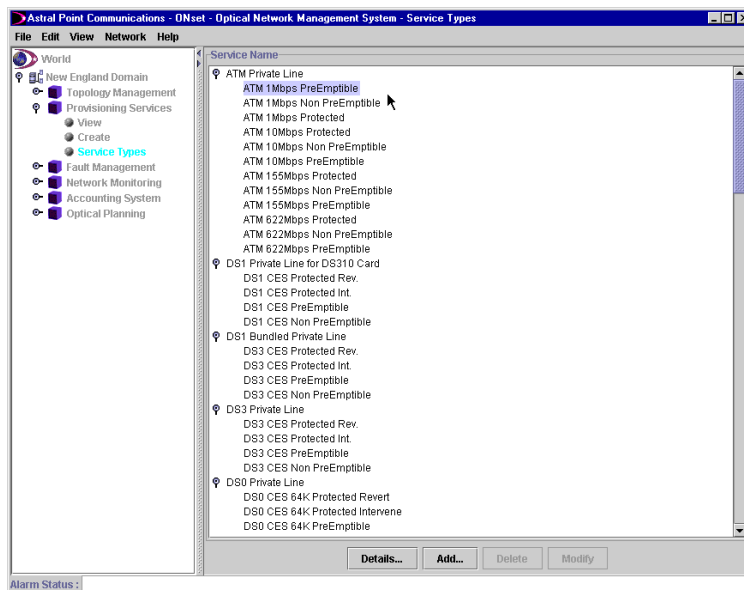 Astral Point Communications - ONset - Optical Network Management System - Service Types
File Edit View Network Help
World
New England Domain
Topology Management
Provisioning Services
View
Create
Service Types
Fault Management
Network Monitoring
Accounting System
Optical Planning
Service Name
ATM Private Line
ATM 1Mbps PreEmptible
ATM 1Mbps Non PreEmptible
ATM 1Mbps Protected
ATM 10Mbps Protected
ATM 10Mbps Non PreEmptible
ATM 10Mbps PreEmptible
ATM 155Mbps Protected
ATM 155Mbps Non PreEmptible
ATM 155Mbps PreEmptible
ATM 622Mbps Protected
ATM 622Mbps Non PreEmptible
ATM 622Mbps PreEmptible
DS1 Private Line for DS310 Card
DS1 CES Protected Rev.
DS1 CES Protected Int.
DS1 CES PreEmptible
DS1 CES Non PreEmptible
DS1 Bundled Private Line
DS3 CES Protected Rev.
DS3 CES Protected Int.
DS3 CES PreEmptible
DS3 CES Non PreEmptible
DS3 Private Line
DS3 CES Protected Rev.
DS3 CES Protected Int.
DS3 CES PreEmptible
DS3 CES Non PreEmptible
DS0 Private Line
DS0 CES 64K Protected Revert
DS0 CES 64K Protected Intervene
DS0 CES 64K PreEmptible
Details... Add... Delete Modify
Alarm Status :